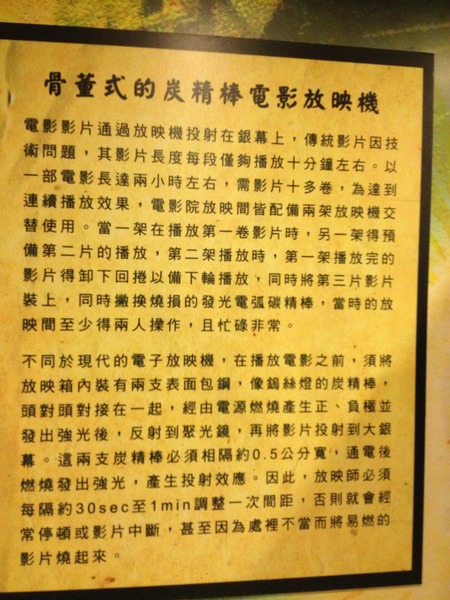 骨董式的炭精棒電影放映機
電影影片通過放映機投射在銀幕上，傳統影片因技
術問題，其影片長度每段僅夠播放十分鐘左右。以
一部電影長達兩小時左右，需影片十多卷，為達到
連續播放效果，電影院放映間皆配備兩架放映機交
替使用。當一架在播放第一卷影片時，另一架得預
備第二片的播放，第二架播放時，第一架播放完的
影片得卸下回捲以備下輪播放，同時將第三片影片
裝上，同時撇換燒損的發光電弧碳精棒，當時的放
映間至少得兩人操作，且忙碌非常。
不同於現代的電子放映機，在播放電影之前，須將
放映箱內裝有兩支表面包銅，像鎢絲燈的炭精棒，
頭對頭對接在一起，經由電源燃燒產生正、負極並
發出強光後，反射到聚光鏡，再將影片投射到大銀
幕。這兩支炭精棒必須相隔約0.5公分寬，通電後
燃燒發出強光，產生投射效應。因此，放映師必須
每隔約30sec至1min調整一次間距，否則就會經
常停頓或影片中斷，甚至因為處裡不當而將易燃的
影片燒起來。